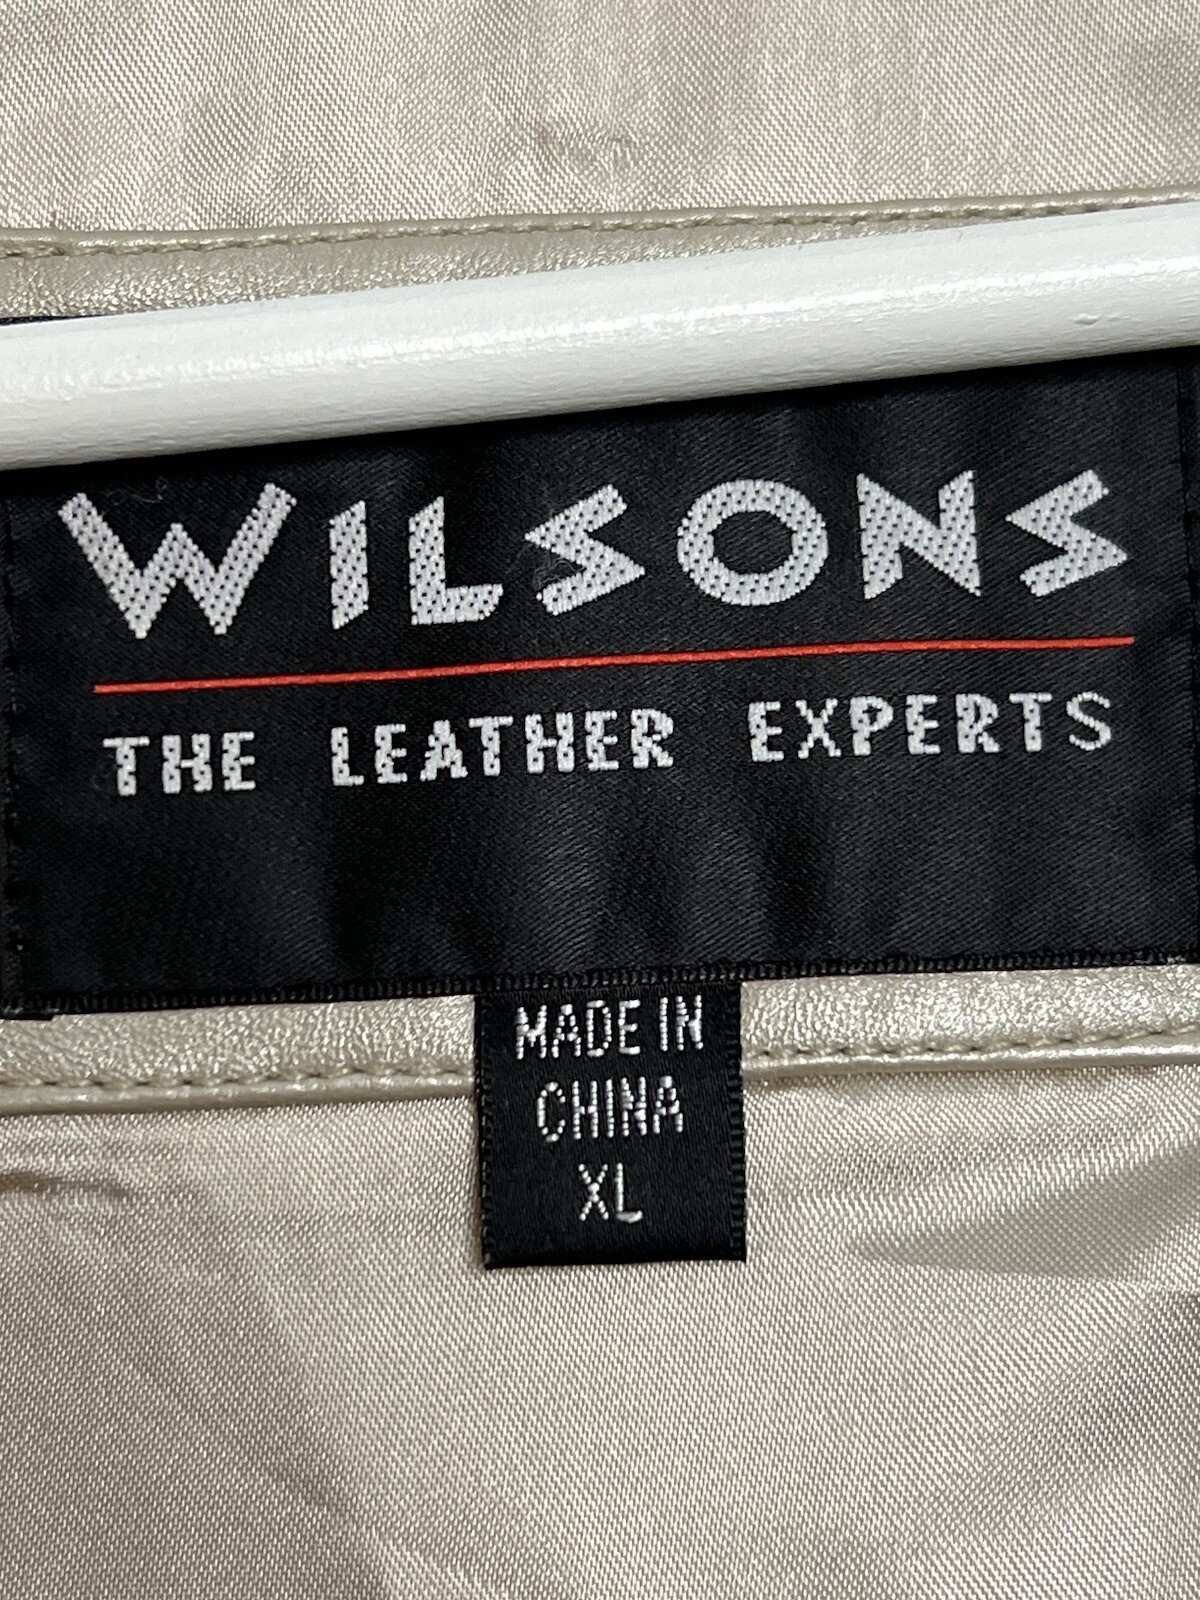 WILSONS
THE LEATHER EXPERTS
MADE IN
CHINA
XL